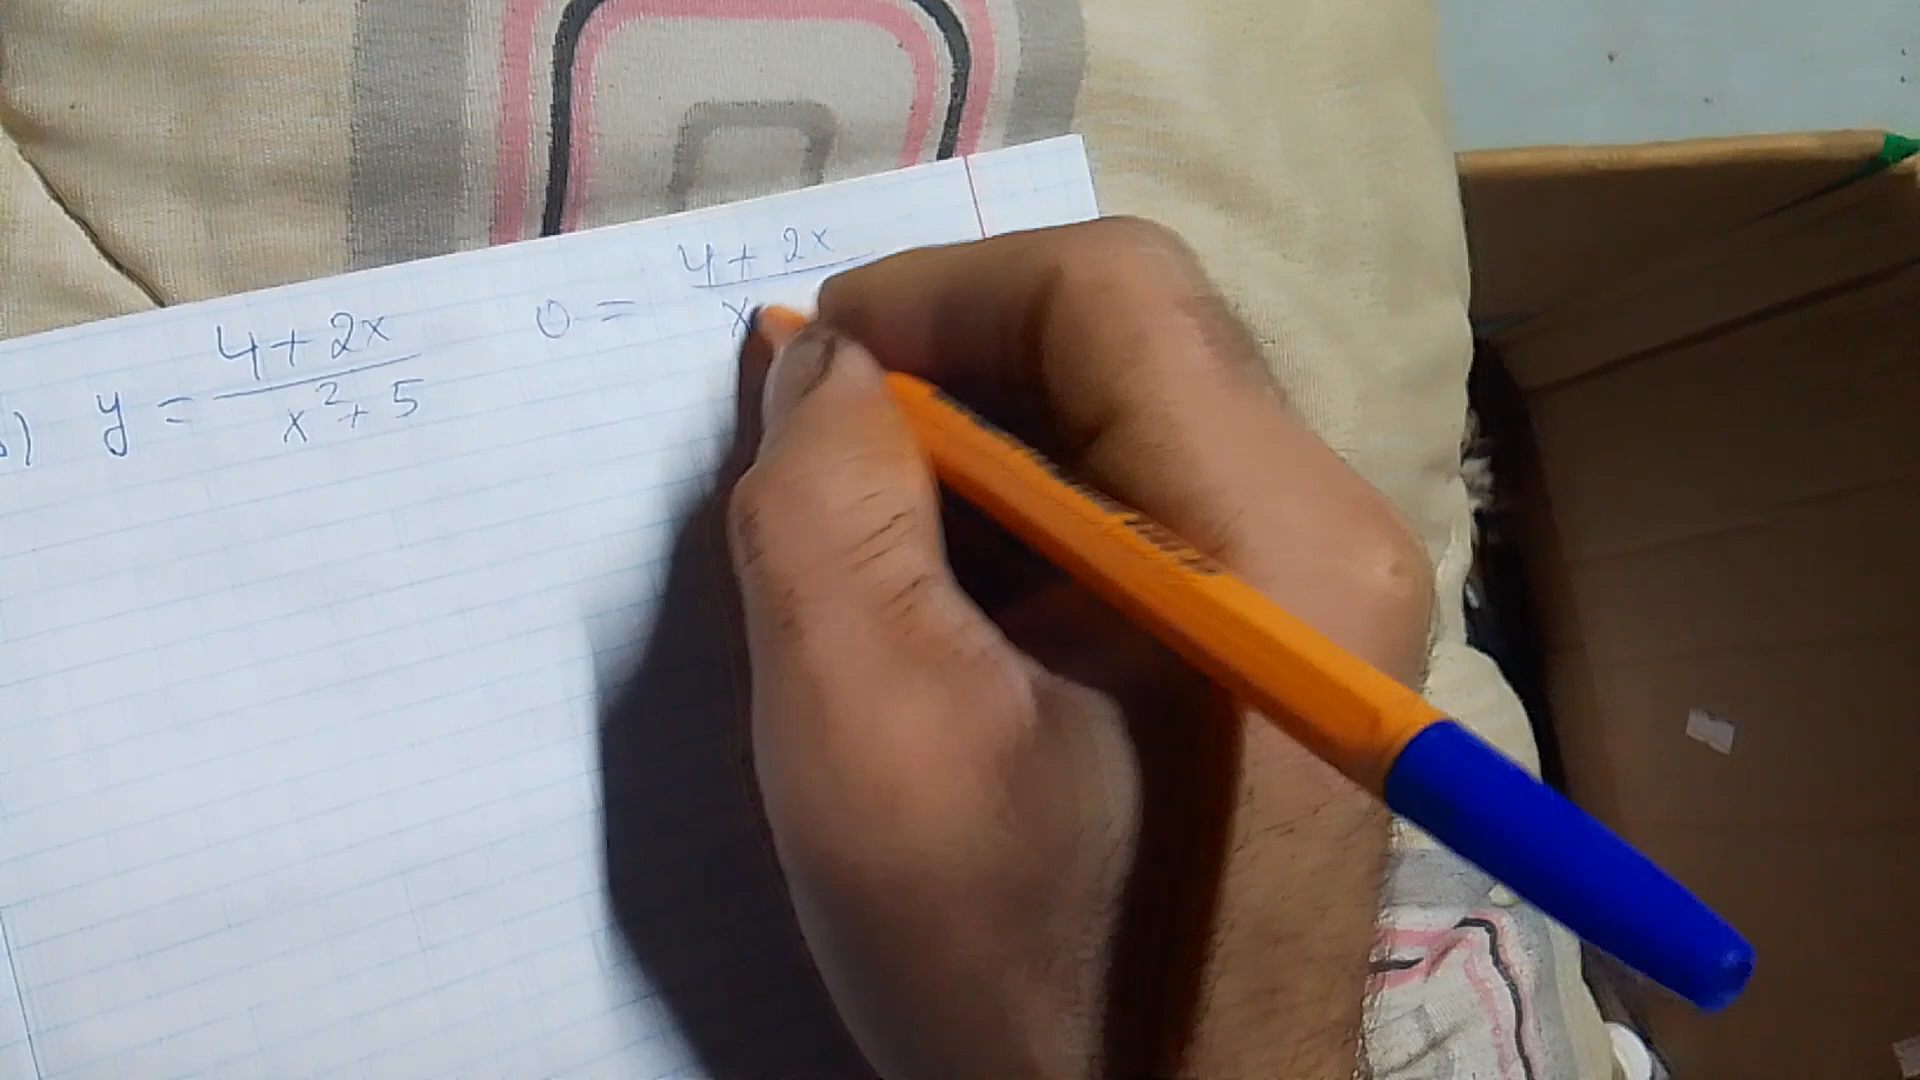 y = (4+2x)/(x²+5)   0 = (4+2x)/x